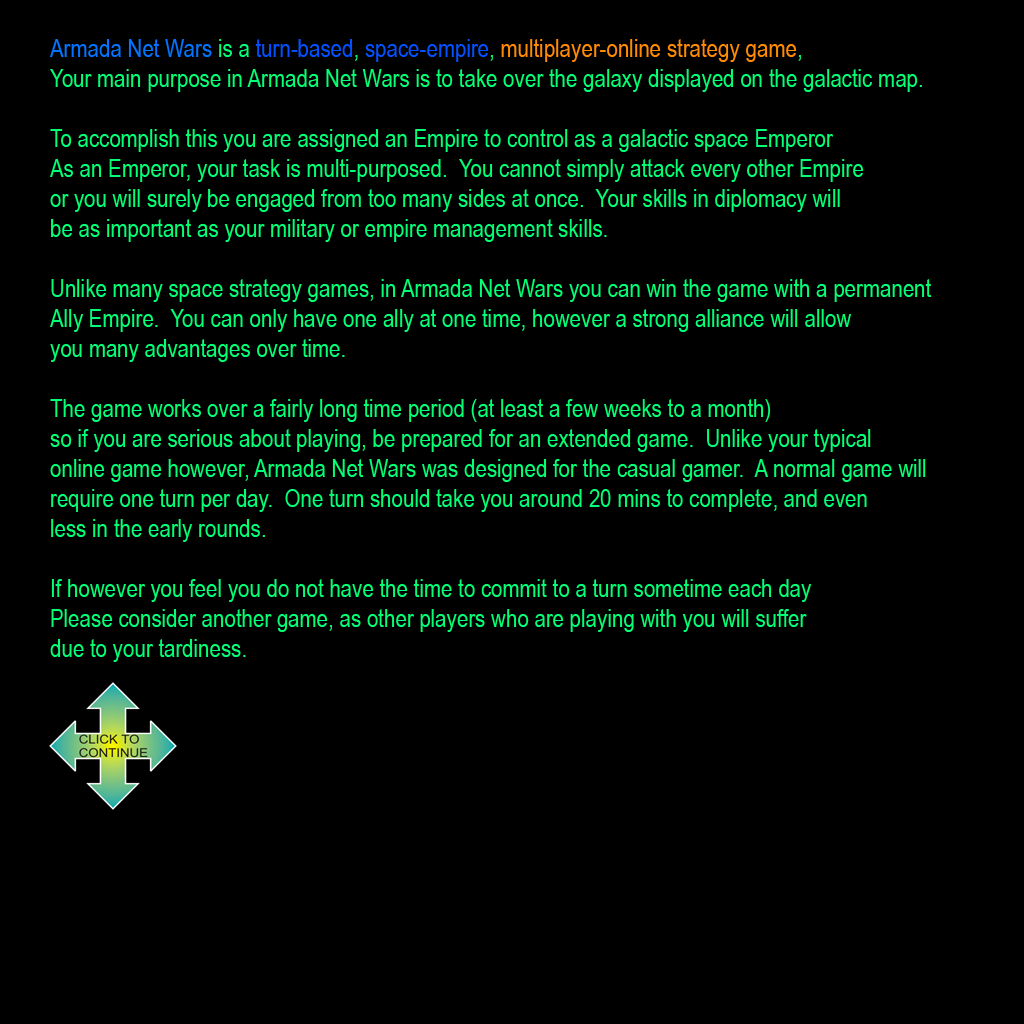 Armada Net Wars is a turn-based, space-empire, multiplayer-online strategy game,
Your main purpose in Armada Net Wars is to take over the galaxy displayed on the galactic map.
To accomplish this you are assigned an Empire to control as a galactic space Emperor
As an Emperor, your task is multi-purposed.  You cannot simply attack every other Empire
or you will surely be engaged from too many sides at once.  Your skills in diplomacy will
be as important as your military or empire management skills.
Unlike many space strategy games, in Armada Net Wars you can win the game with a permanent
Ally Empire.  You can only have one ally at one time, however a strong alliance will allow
you many advantages over time.
The game works over a fairly long time period (at least a few weeks to a month)
so if you are serious about playing, be prepared for an extended game.  Unlike your typical
online game however, Armada Net Wars was designed for the casual gamer.  A normal game will
require one turn per day.  One turn should take you around 20 mins to complete, and even
less in the early rounds.
If however you feel you do not have the time to commit to a turn sometime each day
Please consider another game, as other players who are playing with you will suffer
due to your tardiness.
CLICK TO
CONTINUE